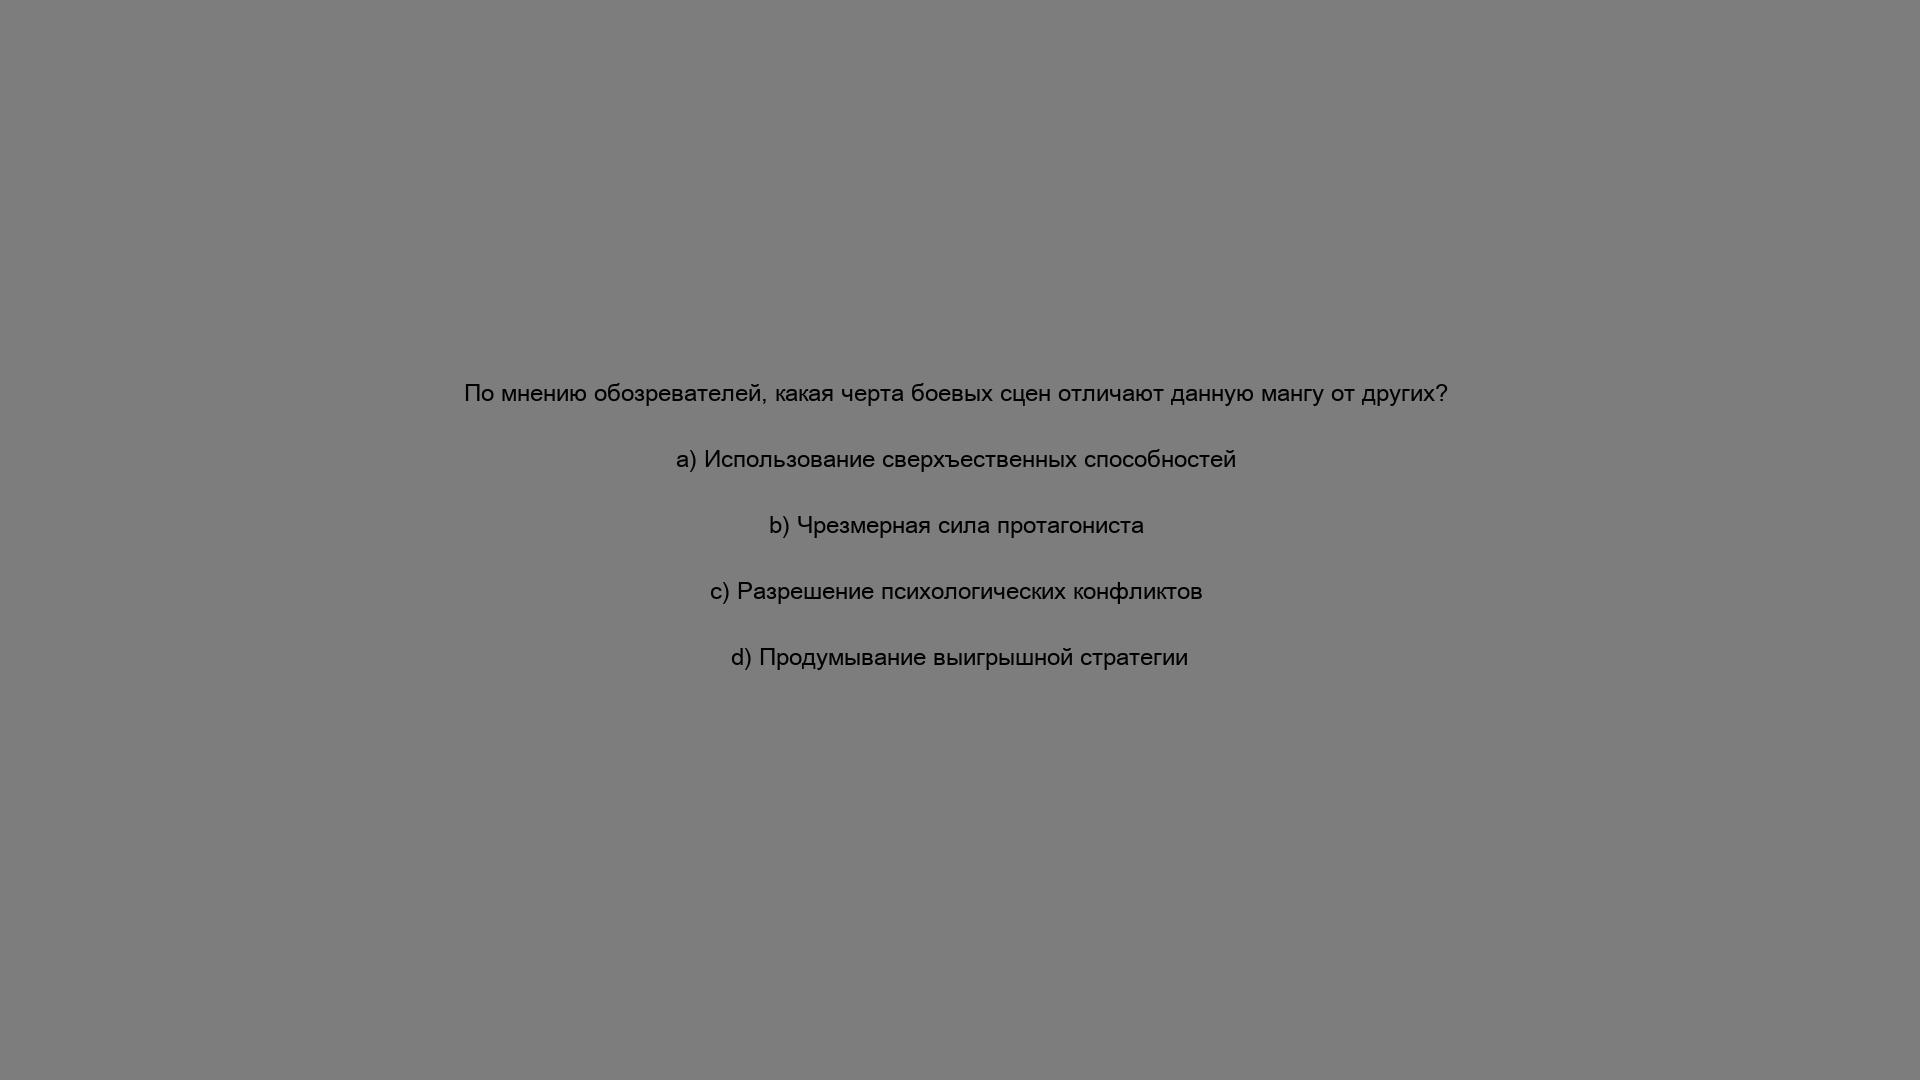 По мнению обозревателей, какая черта боевых сцен отличают данную мангу от других?
a) Использование сверхъественных способностей
b) Чрезмерная сила протагониста
c) Разрешение психологических конфликтов
d) Продумывание выигрышной стратегии